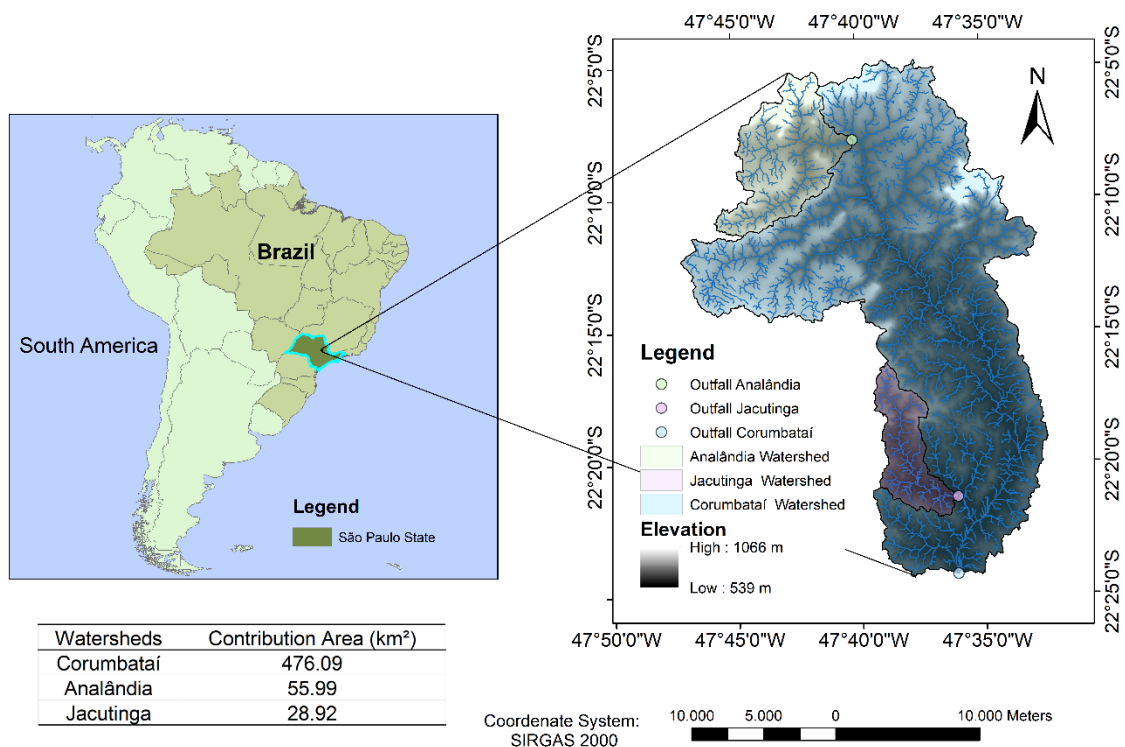 47°45'0"W 47°40'0"W 47°35'0"W
22°5'0"S
22°10'0"S
22°15'0"S
22°20'0"S
22°5'0"S
22°10'0"S
22°15'0"S
22°20'0"S
22°25'0"S
47°50'0"W 47°45'0"W 47°40'0"W 47°35'0"W
N
Brazil
South America
Legend
São Paulo State
Legend
Outfall Analândia
Outfall Jacutinga
Outfall Corumbataí
Analândia Watershed
Jacutinga Watershed
Corumbataí Watershed
Elevation
High : 1066 m
Low : 539 m
Watersheds Contribution Area (km²)
Corumbataí 476.09
Analândia 55.99
Jacutinga 28.92
Coordenate System:
SIRGAS 2000
10.000 5.000 0 10.000 Meters